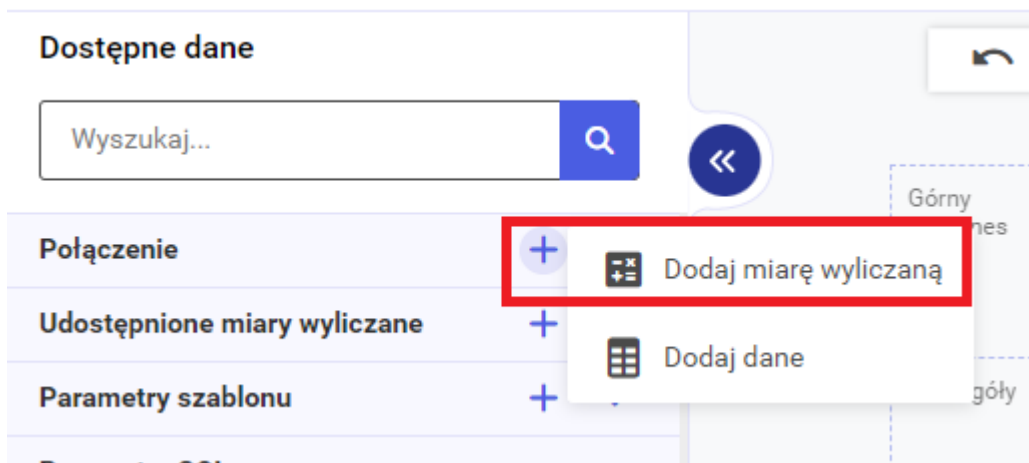 Dostępne dane
Wyszukaj...
Górny
Połączenie
Dodaj miarę wyliczaną
Udostępnione miary wyliczane
Dodaj dane
Parametry szablonu